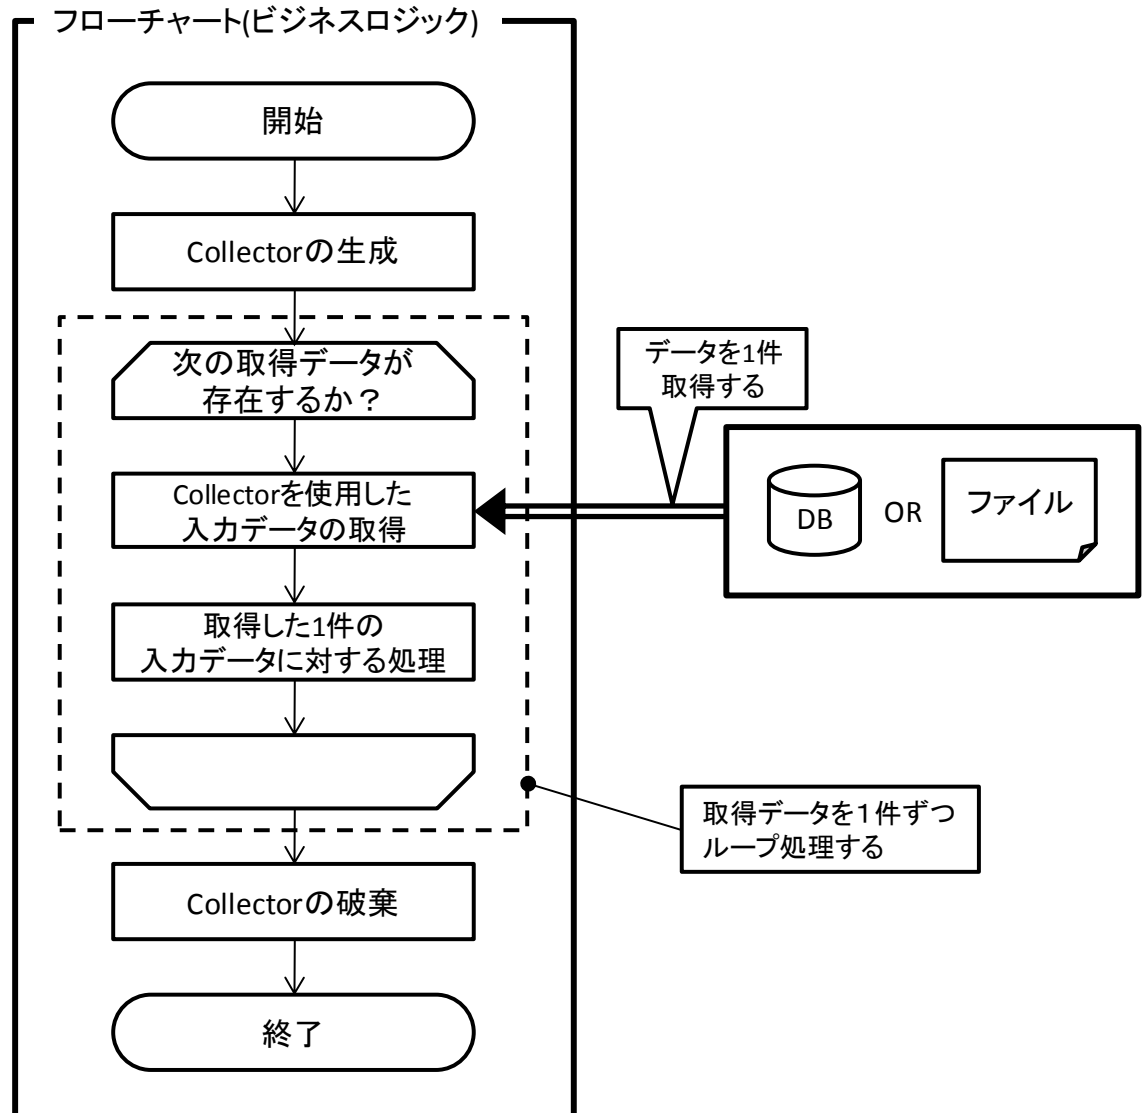 フローチャート(ビジネスロジック)
開始
Collectorの生成
次の取得データが
存在するか？
データを1件
取得する
Collectorを使用した
入力データの取得
DB
OR
ファイル
取得した1件の
入力データに対する処理
取得データを１件ずつ
ループ処理する
Collectorの破棄
終了